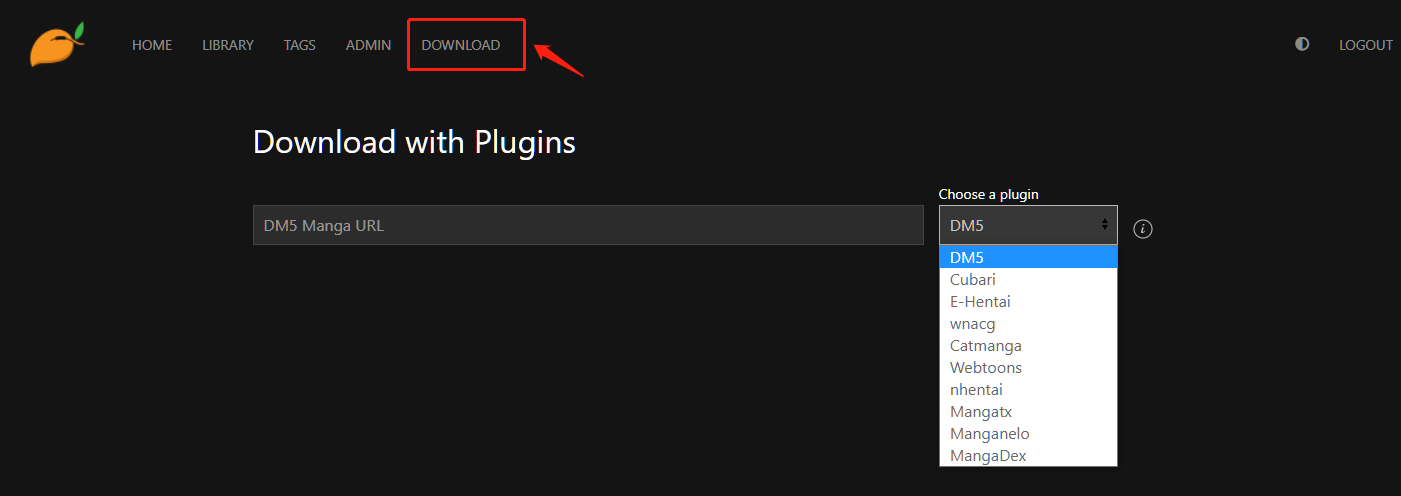 HOME LIBRARY TAGS ADMIN DOWNLOAD LOGOUT
Download with Plugins
Choose a plugin
DM5 Manga URL DM5
DM5
Cubari
E-Hentai
wnacg
Catmanga
Webtoons
nhentai
Mangatx
Manganelo
MangaDex